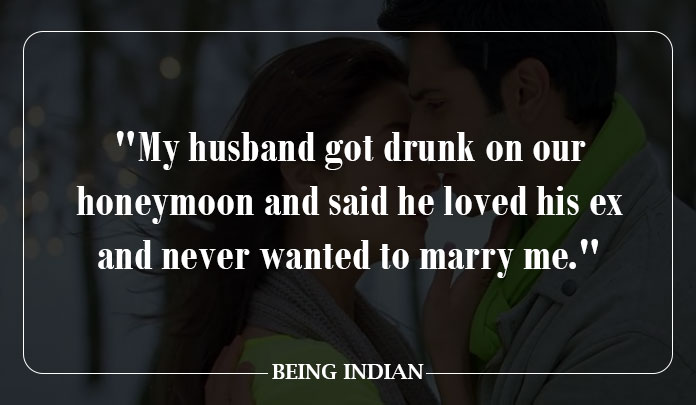 "My husband got drunk on our
honeymoon and said he loved his ex
and never wanted to marry me."
BEING INDIAN